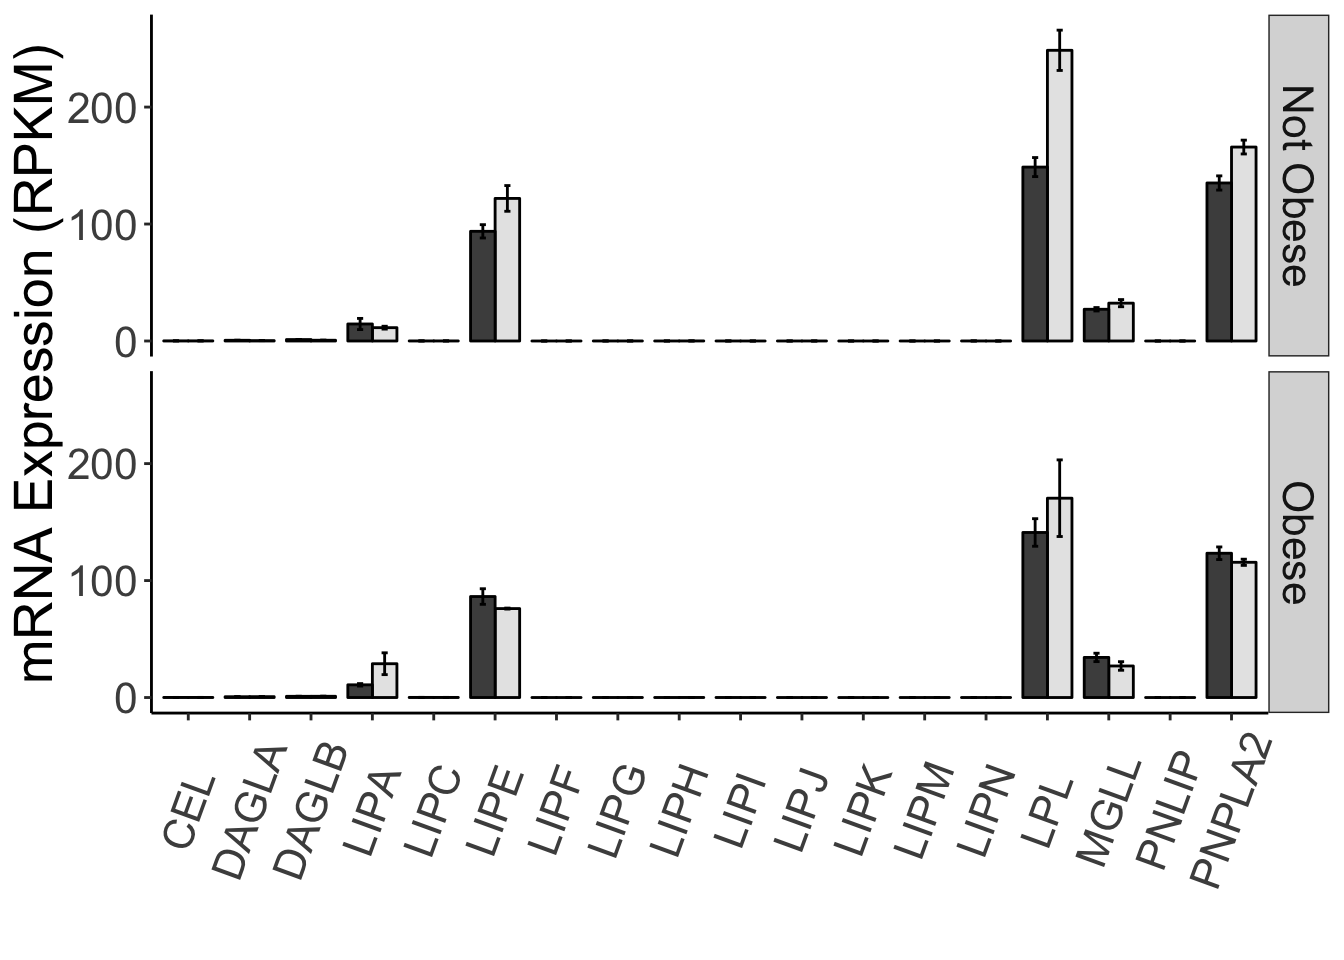 mRNA Expression (RPKM)
200
100
0
Not Obese
200
100
0
Obese
CEL
DAGLA
DAGLB
LIPA
LIPC
LIPE
LIPF
LIPG
LIPH
LIPI
LIPJ
LIPK
LIPM
LIPN
LPL
MGLL
PNLIP
PNPLA2